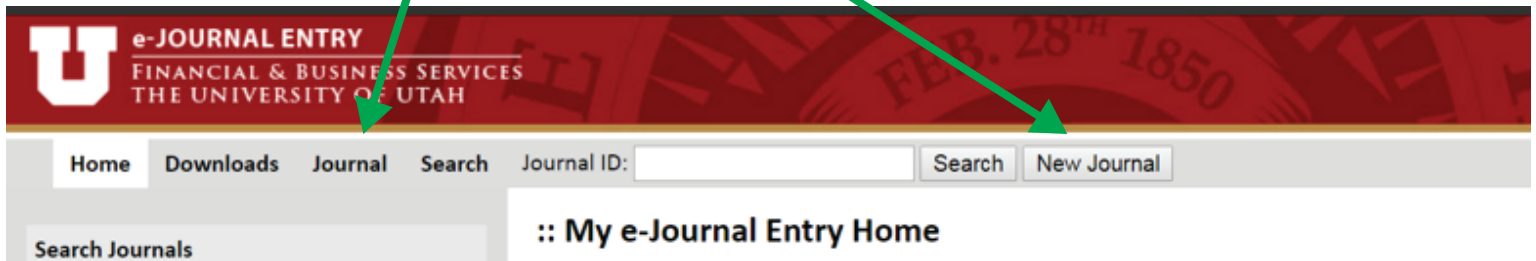 e-JOURNAL ENTRY
FINANCIAL & BUSINESS SERVICES
THE UNIVERSITY OF UTAH
FEB. 28TH 1850
Home Downloads Journal Search Journal ID: Search New Journal
Search Journals
:: My e-Journal Entry Home